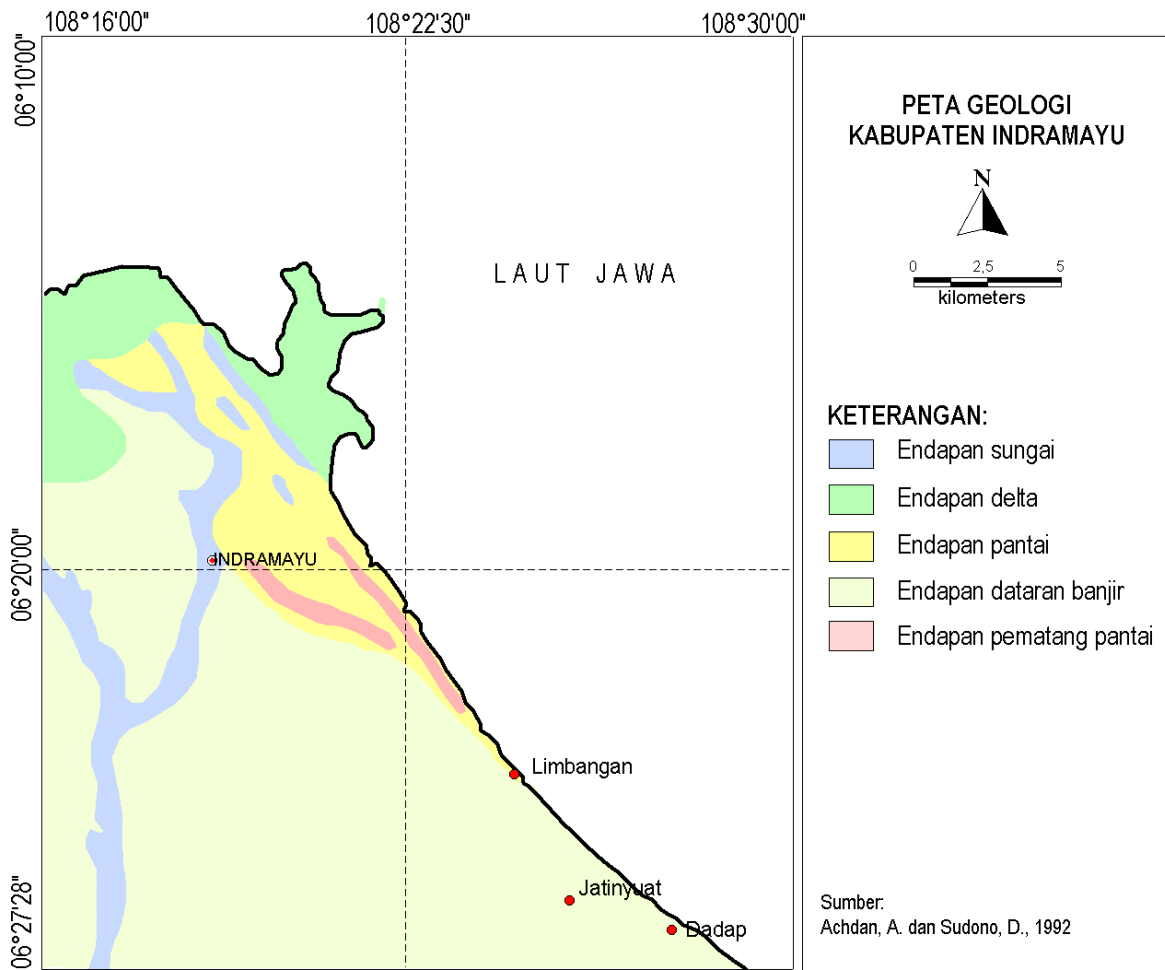 108°16'00"
108°22'30"
108°30'00"
06°10'00"
06°20'00"
06°27'28"
LAUT JAWA
INDRAMAYU
Limbangan
Jatinyuat
Dadap
PETA GEOLOGI
KABUPATEN INDRAMAYU
N
0 2,5 5
kilometers
KETERANGAN:
Endapan sungai
Endapan delta
Endapan pantai
Endapan dataran banjir
Endapan pematang pantai
Sumber:
Achdan, A. dan Sudono, D., 1992